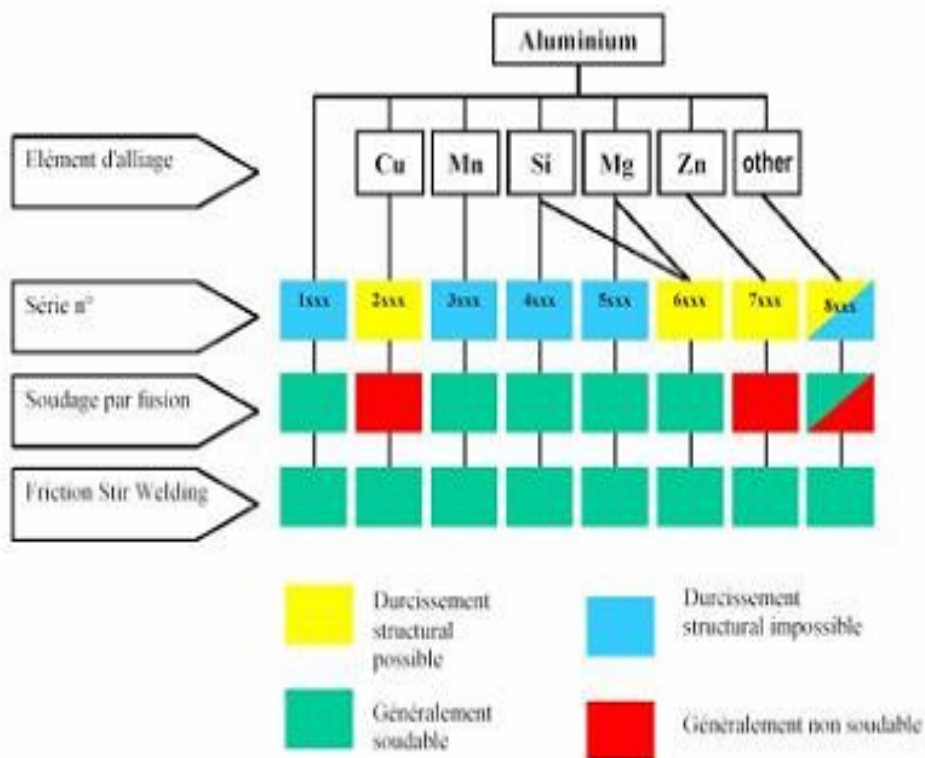 Aluminium
Elément d'alliage
Cu
Mn
Si
Mg
Zn
other
Série n°
1xxx
2xxx
3xxx
4xxx
5xxx
6xxx
7xxx
8xxx
Soudage par fusion
Friction Stir Welding
Durcissement
structural
possible
Durcissement
structural impossible
Généralement
soudable
Généralement non soudable